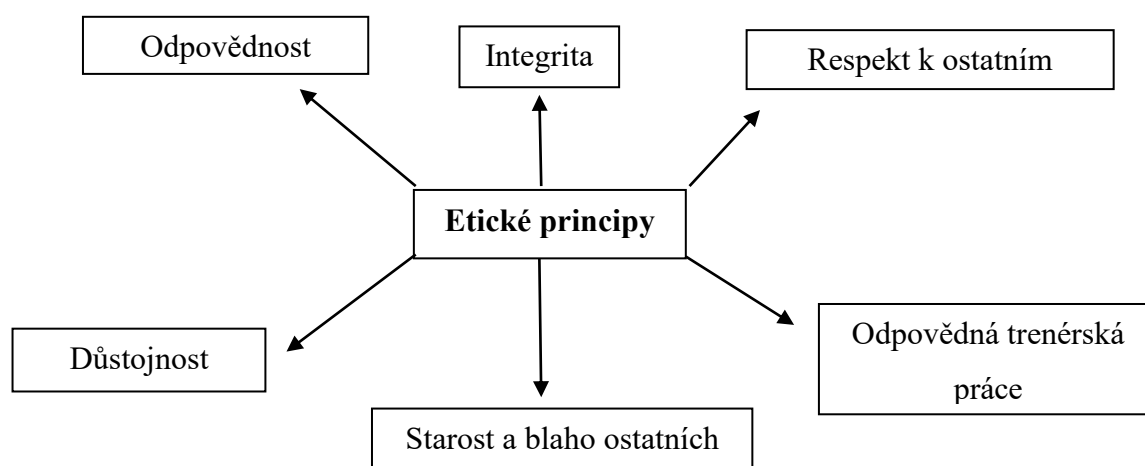 Odpovědnost
Integrita
Respekt k ostatním
Etické principy
Důstojnost
Odpovědná trenérská
práce
Starost a blaho ostatních